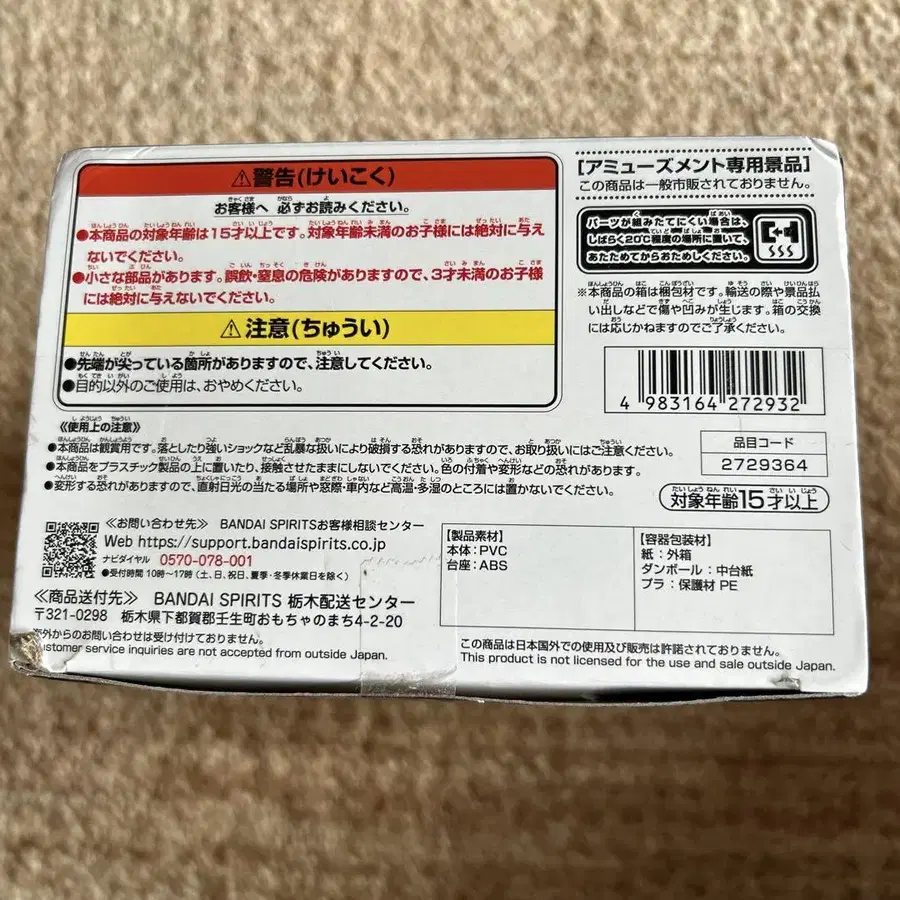 ⚠警告(けいこく)
お客様へ 必ずお読みください。
●本商品の対象年齢は15才以上です。対象年齢未満のお子様には絶対に与え
ないでください。
●小さな部品があります。誤飲・窒息の危険がありますので、3才未満のお子様
には絶対に与えないでください。
⚠注意(ちゅうい)
●先端が尖っている箇所がありますので、注意してください。
●目的以外のご使用は、おやめください。
《使用上の注意》
●本商品は観賞用です。落としたり強いショックなど乱暴な扱いにより破損する恐れがありますので、お取り扱いにはご注意ください。
●本商品をプラスチック製品の上に置いたり、接触させたままにしないでください。色の付着や変形などの恐れがあります。
●変形する恐れがありますので、直射日光の当たる場所や窓際・車内など高温・多湿のところには置かないでください。
[アミューズメント専用景品]
この商品は一般市販されておりません。
パーツが組みたてにくい場合は、
しばらく20℃程度の場所に置いて、
あたためてからおためしください。
※本商品の箱は梱包材です。輸送の際や景品払
い出しなどで傷や凹みが生じます。箱の交換
には応じかねますのでご了承ください。
4 983164 272932
品目コード
2729364
対象年齢15才以上
≪お問い合わせ先≫ BANDAI SPIRITSお客様相談センター
Web https://support.bandaispirits.co.jp
ナビダイヤル 0570-078-001
●受付時間 10時〜17時(土、日、祝日、夏季・冬季休業日を除く)
≪商品送付先≫ BANDAI SPIRITS 栃木配送センター
〒321-0298 栃木県下都賀郡壬生町おもちゃのまち4-2-20
海外からのお問い合わせは受け付けておりません。
Customer service inquiries are not accepted from outside Japan.
【製品素材】
本体：PVC
台座：ABS
【容器包装材】
紙：外箱
ダンボール：中台紙
プラ：保護材 PE
この商品は日本国外での使用及び販売は許諾されておりません。
This product is not licensed for the use and sale outside Japan.